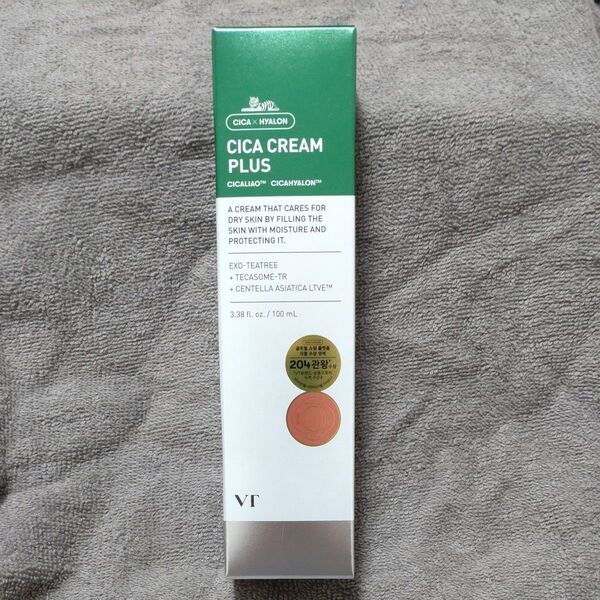 CICA × HYALON
CICA CREAM
PLUS
CICALIAO™ CICAHYALON™
A CREAM THAT CARES FOR
DRY SKIN BY FILLING THE
SKIN WITH MOISTURE AND
PROTECTING IT.
EXO-TEATREE
+ TECASOME-TR
+ CENTELLA ASIATICA LTVE™
3.38 fl. oz. / 100 mL
204관왕
VT